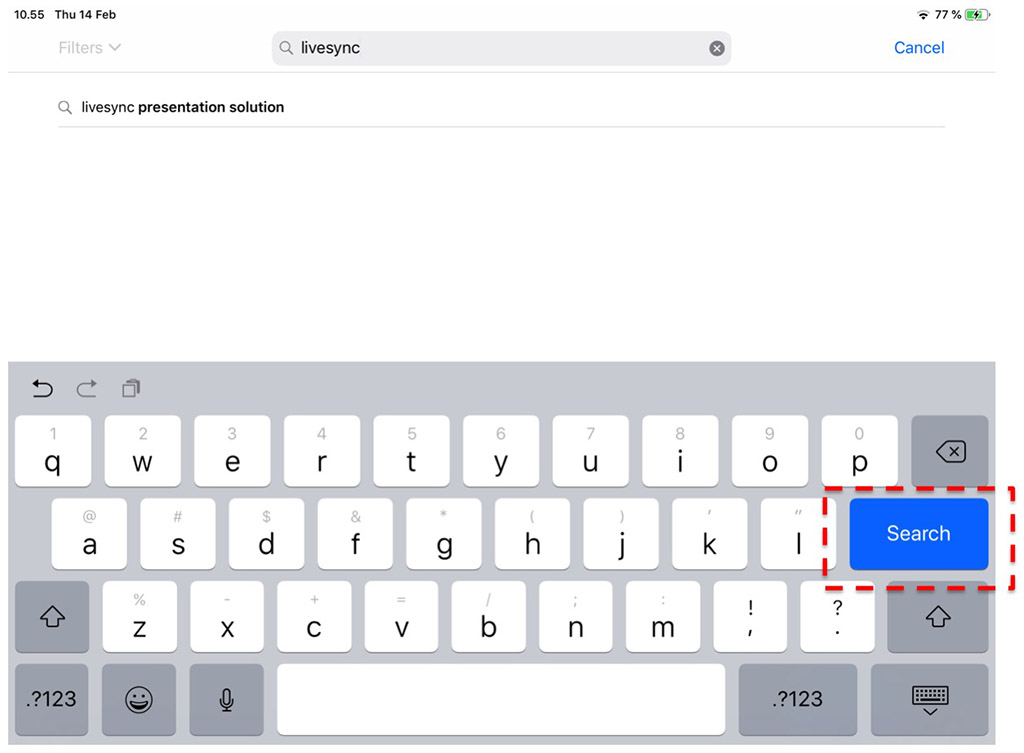 10.55 Thu 14 Feb 77 %
Filters livesync Cancel
livesync presentation solution
1 2 3 4 5 6 7 8 9 0
q w e r t y u i o p
@ # $ & * ( ) ' "
a s d f g h j k l Search
% - + = / ; : ! ?
z x c v b n m , .
.?123 .?123